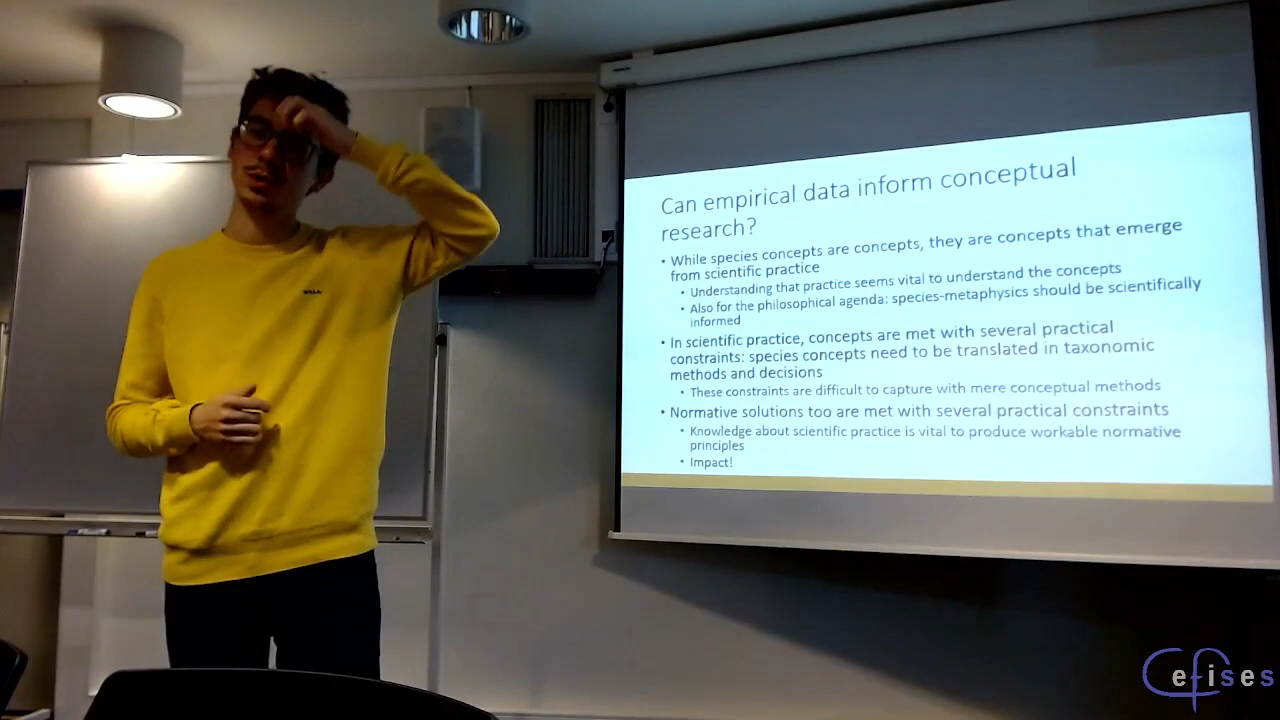 Can empirical data inform conceptual
research?
• While species concepts are concepts, they are concepts that emerge
from scientific practice
• Understanding that practice seems vital to understand the concepts
• Also for the philosophical agenda: species-metaphysics should be scientifically
informed
• In scientific practice, concepts are met with several practical
constraints: species concepts need to be translated in taxonomic
methods and decisions
• These constraints are difficult to capture with mere conceptual methods
• Normative solutions too are met with several practical constraints
• Knowledge about scientific practice is vital to produce workable normative
principles
• Impact!
Cefises